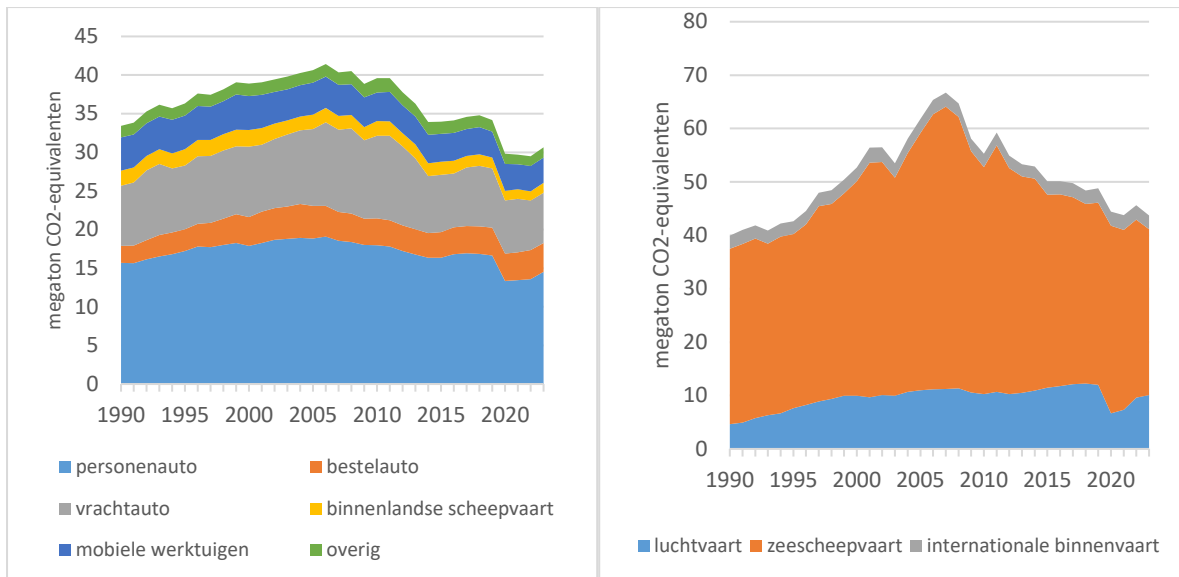 megaton CO2-equivalenten
45
40
35
30
25
20
15
10
5
0
1990 1995 2000 2005 2010 2015 2020
personenauto bestelauto
vrachtauto binnenlandse scheepvaart
mobiele werktuigen overig
megaton CO2-equivalenten
80
70
60
50
40
30
20
10
0
1990 1995 2000 2005 2010 2015 2020
luchtvaart zeescheepvaart internationale binnenvaart